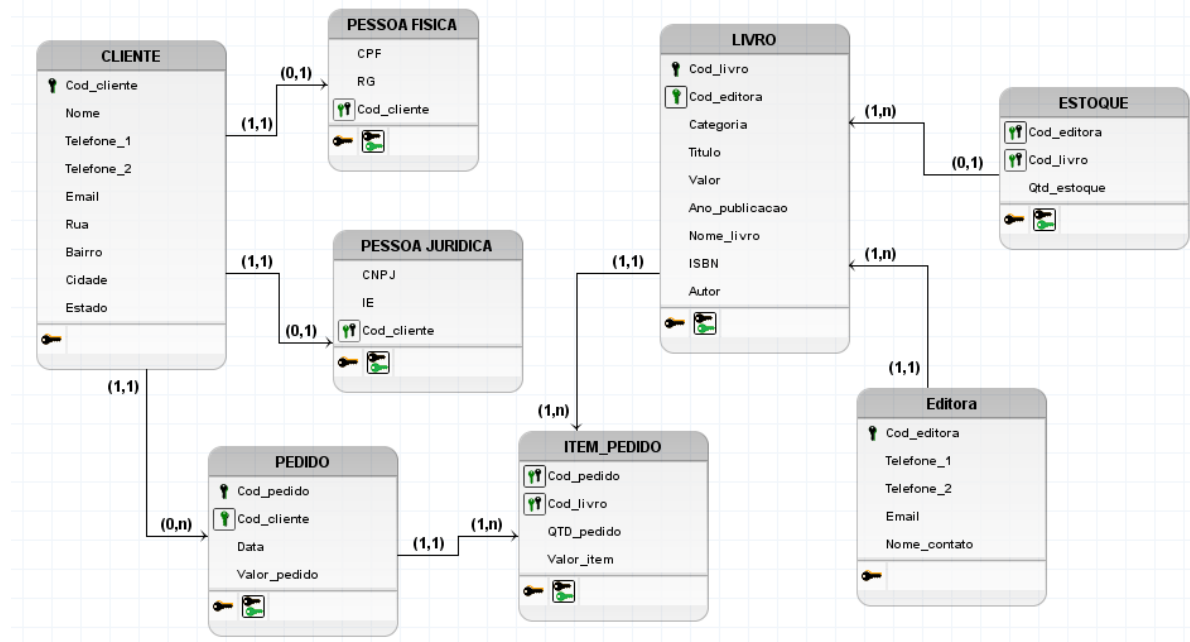 CLIENTE
Cod_cliente
Nome
Telefone_1
Telefone_2
Email
Rua
Bairro
Cidade
Estado
(1,1)
(0,1)
PESSOA FISICA
CPF
RG
Cod_cliente
(1,1)
(0,1)
PESSOA JURIDICA
CNPJ
IE
Cod_cliente
(1,1)
(0,n)
PEDIDO
Cod_pedido
Cod_cliente
Data
Valor_pedido
(1,1)
(1,n)
ITEM_PEDIDO
Cod_pedido
Cod_livro
QTD_pedido
Valor_item
(1,n)
(1,1)
LIVRO
Cod_livro
Cod_editora
Categoria
Titulo
Valor
Ano_publicacao
Nome_livro
ISBN
Autor
(1,n)
(0,1)
ESTOQUE
Cod_editora
Cod_livro
Qtd_estoque
(1,n)
(1,1)
Editora
Cod_editora
Telefone_1
Telefone_2
Email
Nome_contato